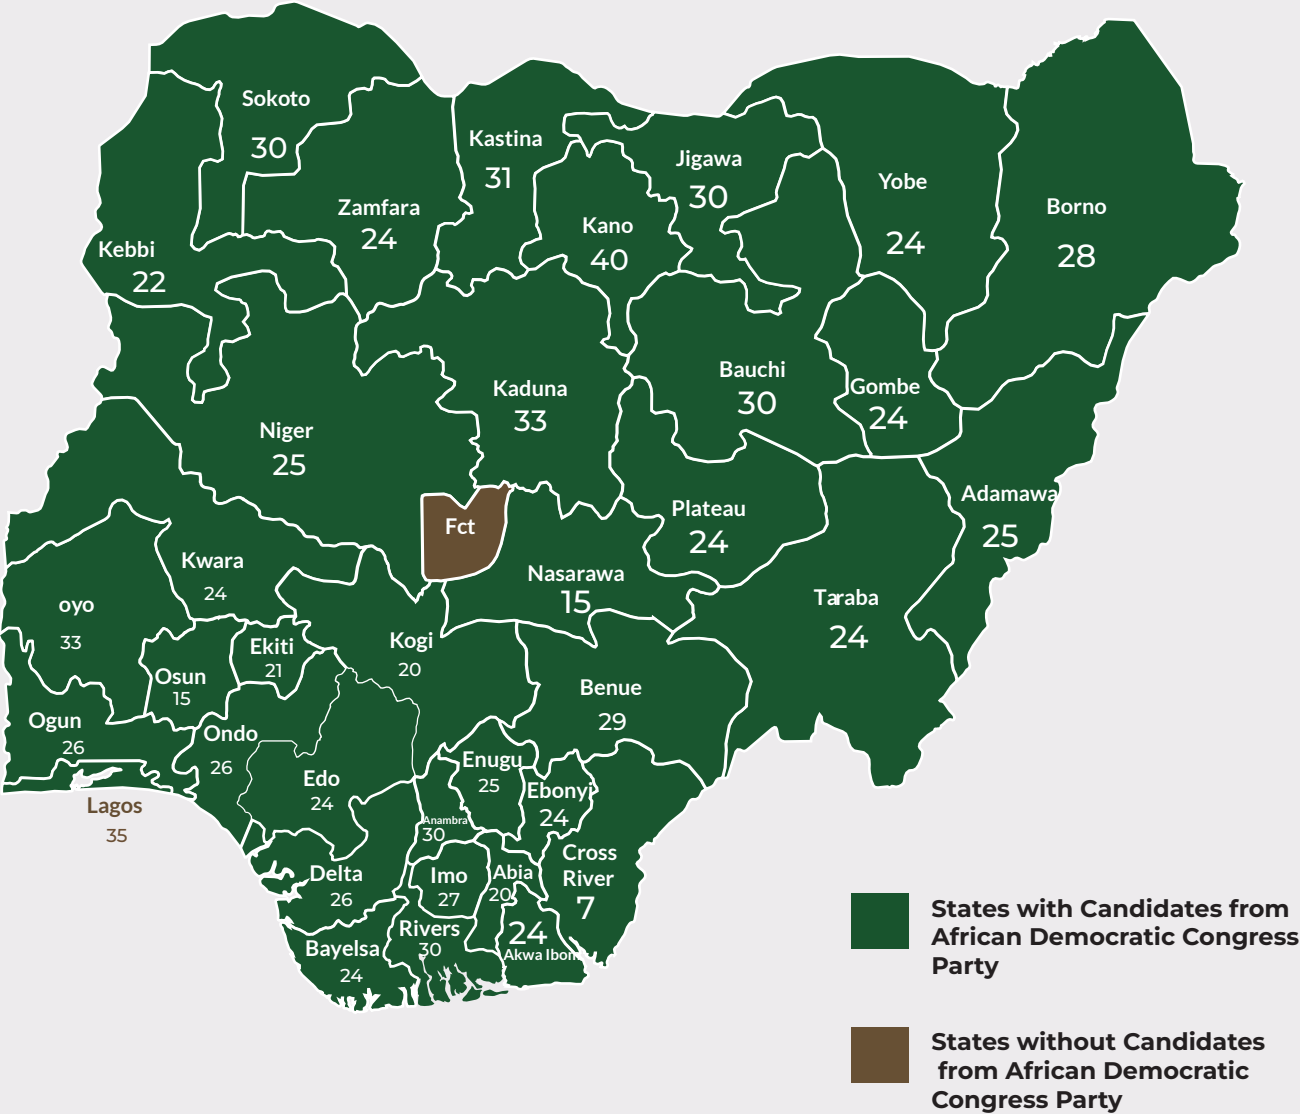 Sokoto
30
Kastina
31
Jigawa
30
Yobe
24
Borno
28
Zamfara
24
Kano
40
Kebbi
22
Bauchi
30
Gombe
24
Kaduna
33
Niger
25
Adamawa
25
Plateau
24
Fct
Kwara
24
Nasarawa
15
Taraba
24
oyo
33
Kogi
20
Ekiti
21
Osun
15
Benue
29
Ogun
26
Ondo
26
Edo
24
Enugu
25
Ebonyi
24
Lagos
35
Anambra
30
Cross
River
7
Delta
26
Imo
27
Abia
20
Rivers
30
24
Akwa Ibom
Bayelsa
24
States with Candidates from
African Democratic Congress
Party
States without Candidates
from African Democratic
Congress Party